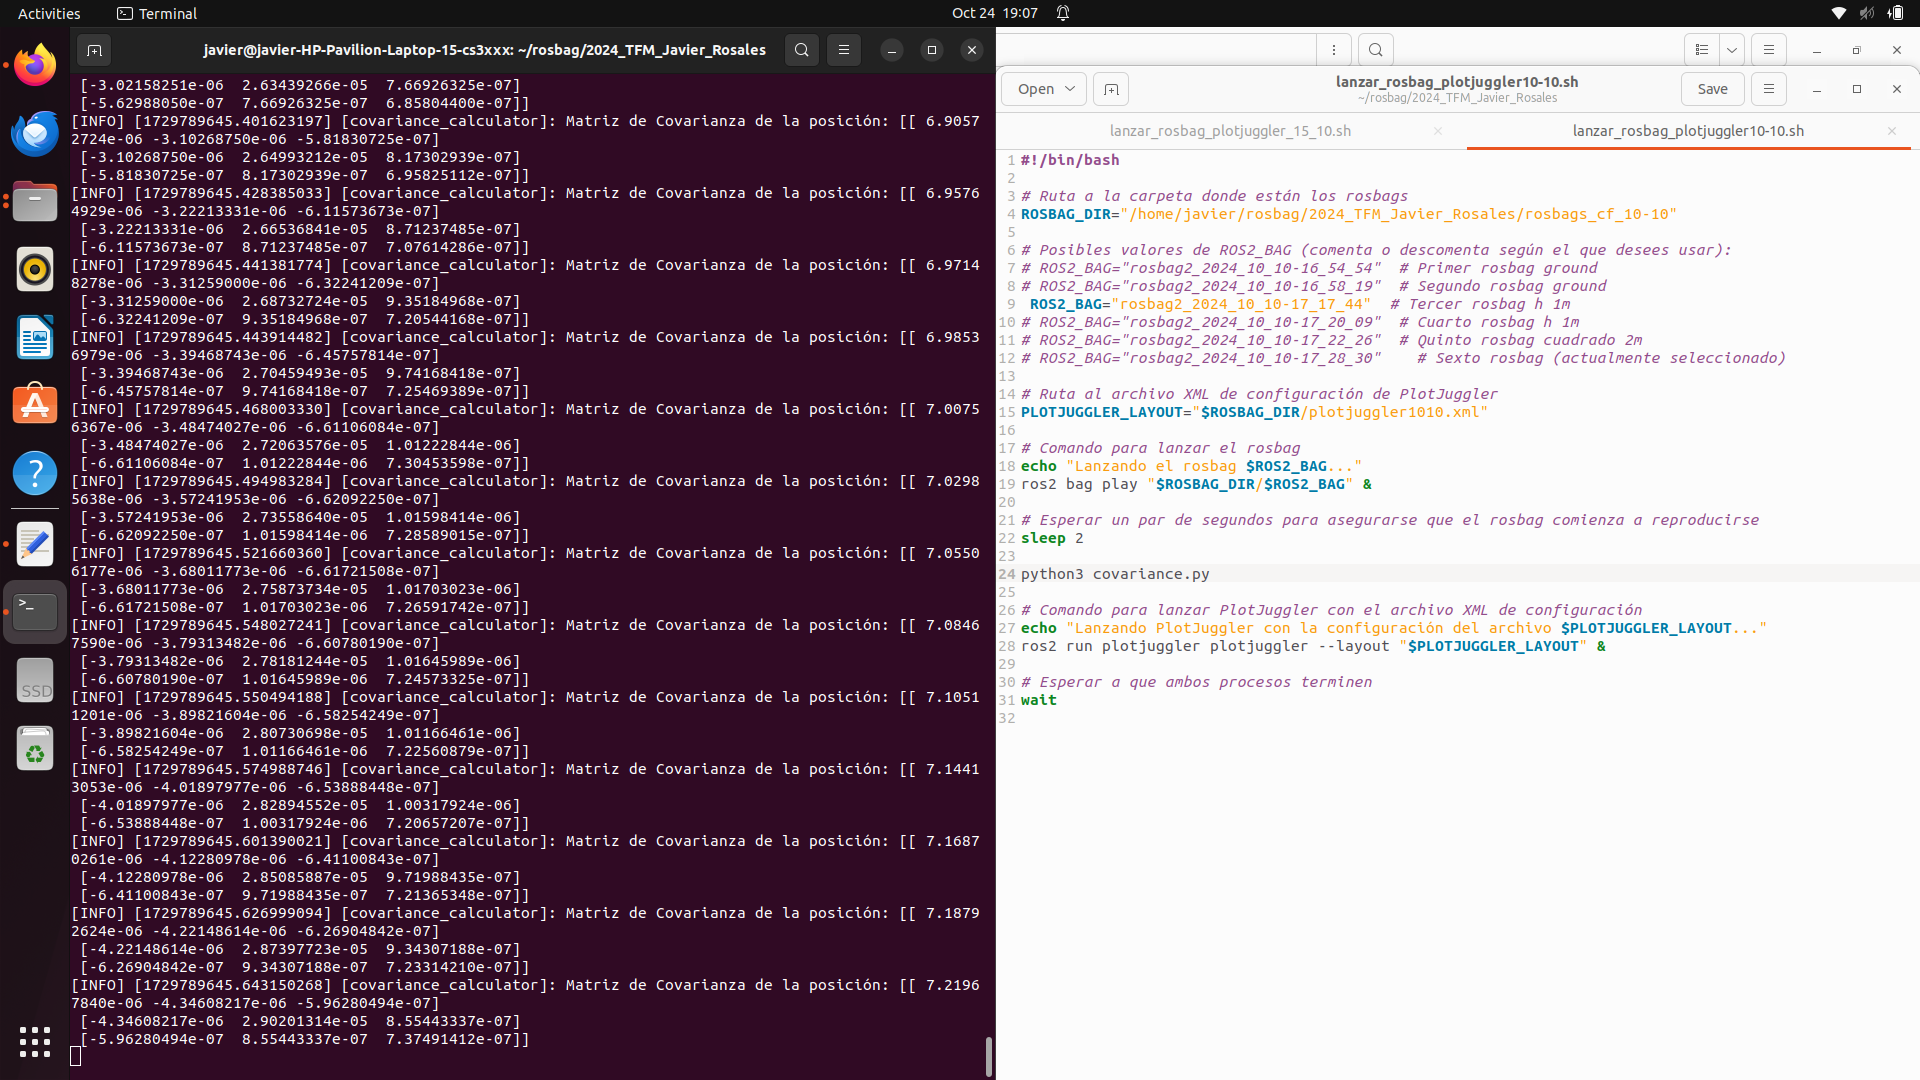 Activities
Terminal
Oct 24 19:07
javier@javier-HP-Pavilion-Laptop-15-cs3xxx: ~/rosbag/2024_TFM_Javier_Rosales
[-3.02158251e-06 2.63439266e-05 7.66926325e-07]
[-5.62988050e-07 7.66926325e-07 6.85804400e-07]]
[INFO] [1729789645.401623197] [covariance_calculator]: Matriz de Covarianza de la posición: [[ 6.9057
2724e-06 -3.10268750e-06 -5.81830725e-07]
[-3.10268750e-06 2.64993212e-05 8.17302939e-07]
[-5.81830725e-07 8.17302939e-07 6.95825112e-07]]
[INFO] [1729789645.428385033] [covariance_calculator]: Matriz de Covarianza de la posición: [[ 6.9576
4929e-06 -3.22213331e-06 -6.11573673e-07]
[-3.22213331e-06 2.66536841e-05 8.71237485e-07]
[-6.11573673e-07 8.71237485e-07 7.07614286e-07]]
[INFO] [1729789645.441381774] [covariance_calculator]: Matriz de Covarianza de la posición: [[ 6.9714
8278e-06 -3.31259000e-06 -6.32241209e-07]
[-3.31259000e-06 2.68732724e-05 9.35184968e-07]
[-6.32241209e-07 9.35184968e-07 7.20544168e-07]]
[INFO] [1729789645.443914482] [covariance_calculator]: Matriz de Covarianza de la posición: [[ 6.9853
6979e-06 -3.39468743e-06 -6.45757814e-07]
[-3.39468743e-06 2.70459493e-05 9.74168418e-07]
[-6.45757814e-07 9.74168418e-07 7.25469389e-07]]
[INFO] [1729789645.468003330] [covariance_calculator]: Matriz de Covarianza de la posición: [[ 7.0075
6367e-06 -3.48474027e-06 -6.61106084e-07]
[-3.48474027e-06 2.72063576e-05 1.01222844e-06]
[-6.61106084e-07 1.01222844e-06 7.30453598e-07]]
[INFO] [1729789645.494983284] [covariance_calculator]: Matriz de Covarianza de la posición: [[ 7.0298
5638e-06 -3.57241953e-06 -6.62092250e-07]
[-3.57241953e-06 2.73558640e-05 1.01598414e-06]
[-6.62092250e-07 1.01598414e-06 7.28589015e-07]]
[INFO] [1729789645.521660360] [covariance_calculator]: Matriz de Covarianza de la posición: [[ 7.0550
6177e-06 -3.68011773e-06 -6.61721508e-07]
[-3.68011773e-06 2.75873734e-05 1.01703023e-06]
[-6.61721508e-07 1.01703023e-06 7.26591742e-07]]
[INFO] [1729789645.548027241] [covariance_calculator]: Matriz de Covarianza de la posición: [[ 7.0846
7590e-06 -3.79313482e-06 -6.60780190e-07]
[-3.79313482e-06 2.78181244e-05 1.01645989e-06]
[-6.60780190e-07 1.01645989e-06 7.24573325e-07]]
[INFO] [1729789645.550494188] [covariance_calculator]: Matriz de Covarianza de la posición: [[ 7.1051
1201e-06 -3.89821604e-06 -6.58254249e-07]
[-3.89821604e-06 2.80730698e-05 1.01166461e-06]
[-6.58254249e-07 1.01166461e-06 7.22560879e-07]]
[INFO] [1729789645.574988746] [covariance_calculator]: Matriz de Covarianza de la posición: [[ 7.1441
3053e-06 -4.01897977e-06 -6.53888448e-07]
[-4.01897977e-06 2.82894552e-05 1.00317924e-06]
[-6.53888448e-07 1.00317924e-06 7.20657207e-07]]
[INFO] [1729789645.601390021] [covariance_calculator]: Matriz de Covarianza de la posición: [[ 7.1687
0261e-06 -4.12280978e-06 -6.41100843e-07]
[-4.12280978e-06 2.85085887e-05 9.71988435e-07]
[-6.41100843e-07 9.71988435e-07 7.21365348e-07]]
[INFO] [1729789645.626999094] [covariance_calculator]: Matriz de Covarianza de la posición: [[ 7.1879
2624e-06 -4.22148614e-06 -6.26904842e-07]
[-4.22148614e-06 2.87397723e-05 9.34307188e-07]
[-6.26904842e-07 9.34307188e-07 7.23314210e-07]]
[INFO] [1729789645.643150268] [covariance_calculator]: Matriz de Covarianza de la posición: [[ 7.2196
7840e-06 -4.34608217e-06 -5.96280494e-07]
[-4.34608217e-06 2.90201314e-05 8.55443337e-07]
[-5.96280494e-07 8.55443337e-07 7.37491412e-07]]
SSD
Open
lanzar_rosbag_plotjuggler10-10.sh
~/rosbag/2024_TFM_Javier_Rosales
Save
lanzar_rosbag_plotjuggler_15_10.sh
lanzar_rosbag_plotjuggler10-10.sh
1 #!/bin/bash
2
3 # Ruta a la carpeta donde están los rosbags
4 ROSBAG_DIR="/home/javier/rosbag/2024_TFM_Javier_Rosales/rosbags_cf_10-10"
5
6 # Posibles valores de ROS2_BAG (comenta o descomenta según el que desees usar):
7 # ROS2_BAG="rosbag2_2024_10_10-16_54_54" # Primer rosbag ground
8 # ROS2_BAG="rosbag2_2024_10_10-16_58_19" # Segundo rosbag ground
9 ROS2_BAG="rosbag2_2024_10_10-17_17_44" # Tercer rosbag h 1m
10 # ROS2_BAG="rosbag2_2024_10_10-17_20_09" # Cuarto rosbag h 1m
11 # ROS2_BAG="rosbag2_2024_10_10-17_22_26" # Quinto rosbag cuadrado 2m
12 # ROS2_BAG="rosbag2_2024_10_10-17_28_30" # Sexto rosbag (actualmente seleccionado)
13
14 # Ruta al archivo XML de configuración de PlotJuggler
15 PLOTJUGGLER_LAYOUT="$ROSBAG_DIR/plotjuggler1010.xml"
16
17 # Comando para lanzar el rosbag
18 echo "Lanzando el rosbag $ROS2_BAG..."
19 ros2 bag play "$ROSBAG_DIR/$ROS2_BAG" &
20
21 # Esperar un par de segundos para asegurarse que el rosbag comienza a reproducirse
22 sleep 2
23
24 python3 covariance.py
25
26 # Comando para lanzar PlotJuggler con el archivo XML de configuración
27 echo "Lanzando PlotJuggler con la configuración del archivo $PLOTJUGGLER_LAYOUT..."
28 ros2 run plotjuggler plotjuggler --layout "$PLOTJUGGLER_LAYOUT" &
29
30 # Esperar a que ambos procesos terminen
31 wait
32